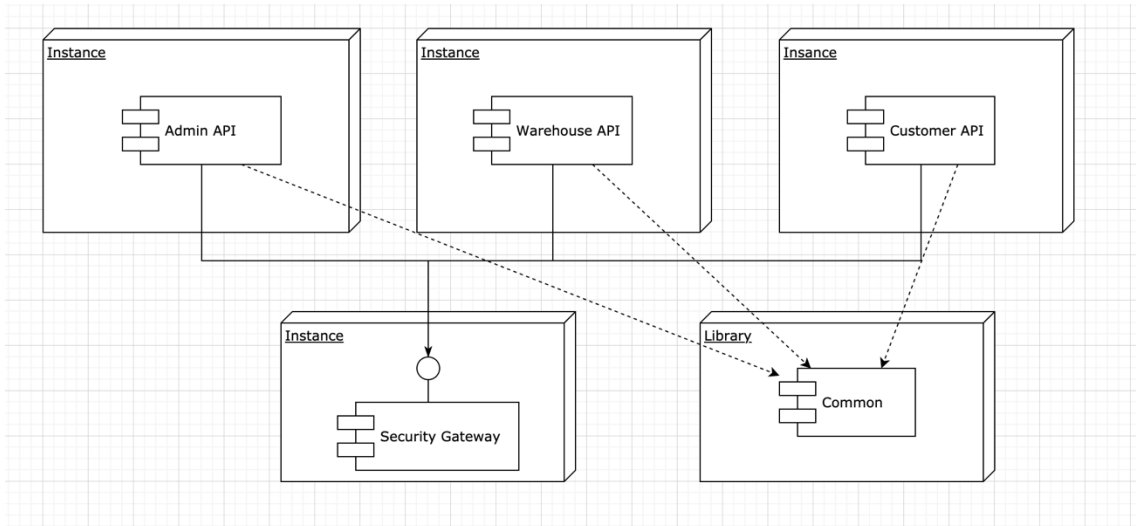 Instance
Instance
Insance
Admin API
Warehouse API
Customer API
Instance
Library
Common
Security Gateway